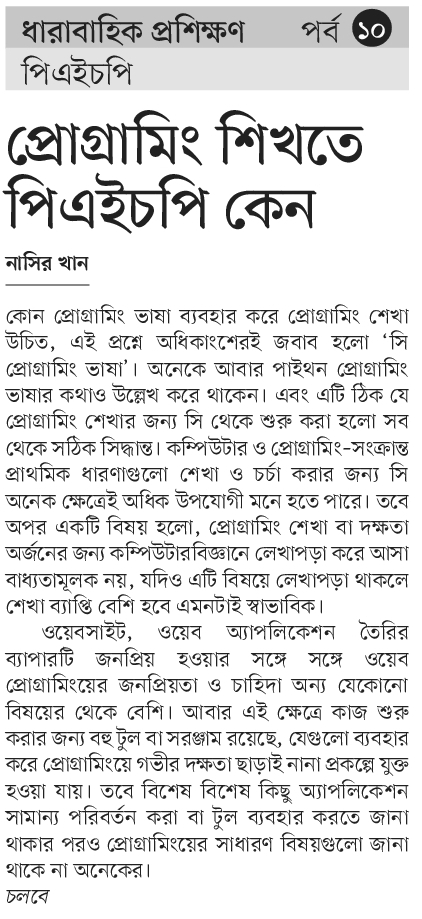 ধারাবাহিক প্রশিক্ষণ পর্ব ১০
পিএইচপি
প্রোগ্রামিং শিখতে
পিএইচপি কেন
নাসির খান
কোন প্রোগ্রামিং ভাষা ব্যবহার করে প্রোগ্রামিং শেখা
উচিত, এই প্রশ্নে অধিকাংশেরই জবাব হলো ‘সি
প্রোগ্রামিং ভাষা’। অনেকে আবার পাইথন প্রোগ্রামিং
ভাষার কথাও উল্লেখ করে থাকেন। এবং এটি ঠিক যে
প্রোগ্রামিং শেখার জন্য সি থেকে শুরু করা হলো সব
থেকে সঠিক সিদ্ধান্ত। কম্পিউটার ও প্রোগ্রামিং-সংক্রান্ত
প্রাথমিক ধারণাগুলো শেখা ও চর্চা করার জন্য সি
অনেক ক্ষেত্রেই অধিক উপযোগী মনে হতে পারে। তবে
অপর একটি বিষয় হলো, প্রোগ্রামিং শেখা বা দক্ষতা
অর্জনের জন্য কম্পিউটারবিজ্ঞানে লেখাপড়া করে আসা
বাধ্যতামূলক নয়, যদিও এটি বিষয়ে লেখাপড়া থাকলে
শেখা ব্যাপ্তি বেশি হবে এমনটাই স্বাভাবিক।
ওয়েবসাইট, ওয়েব অ্যাপলিকেশন তৈরির
ব্যাপারটি জনপ্রিয় হওয়ার সঙ্গে সঙ্গে ওয়েব
প্রোগ্রামিংয়ের জনপ্রিয়তা ও চাহিদা অন্য যেকোনো
বিষয়ের থেকে বেশি। আবার এই ক্ষেত্রে কাজ শুরু
করার জন্য বহু টুল বা সরঞ্জাম রয়েছে, যেগুলো ব্যবহার
করে প্রোগ্রামিংয়ে গভীর দক্ষতা ছাড়াই নানা প্রকল্পে যুক্ত
হওয়া যায়। তবে বিশেষ বিশেষ কিছু অ্যাপলিকেশন
সামান্য পরিবর্তন করা বা টুল ব্যবহার করতে জানা
থাকার পরও প্রোগ্রামিংয়ের সাধারণ বিষয়গুলো জানা
থাকে না অনেকের।
চলবে